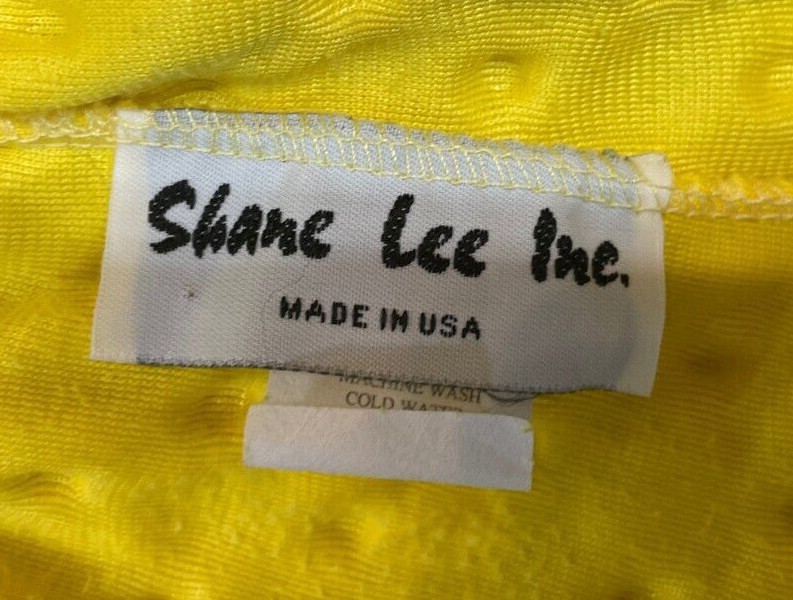 Shane Lee Inc.
MADE IN USA
MACHINE WASH
COLD WATER